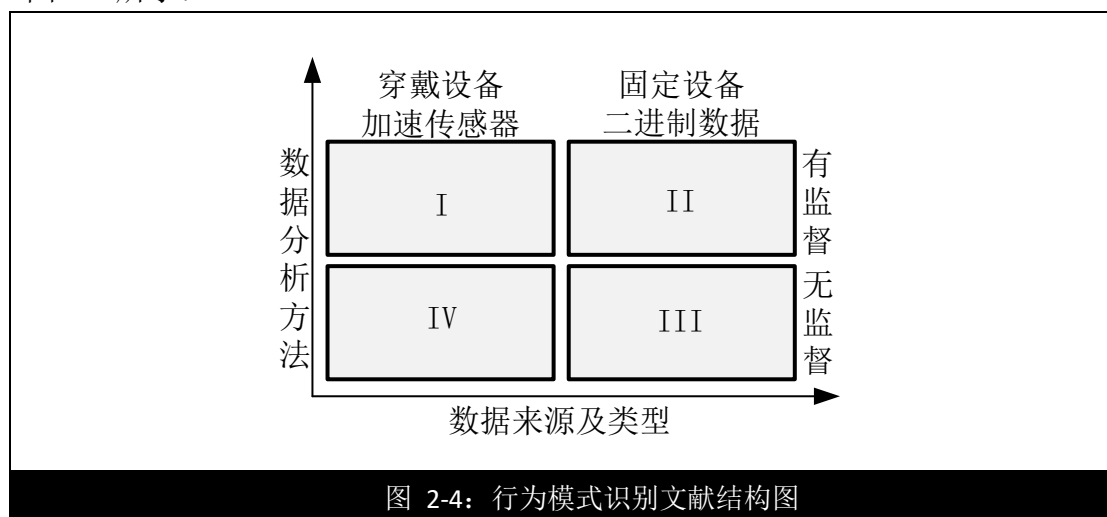 穿戴设备
加速传感器
固定设备
二进制数据
数据分析方法
I
II
有监督
IV
III
无监督
数据来源及类型
图 2-4：行为模式识别文献结构图